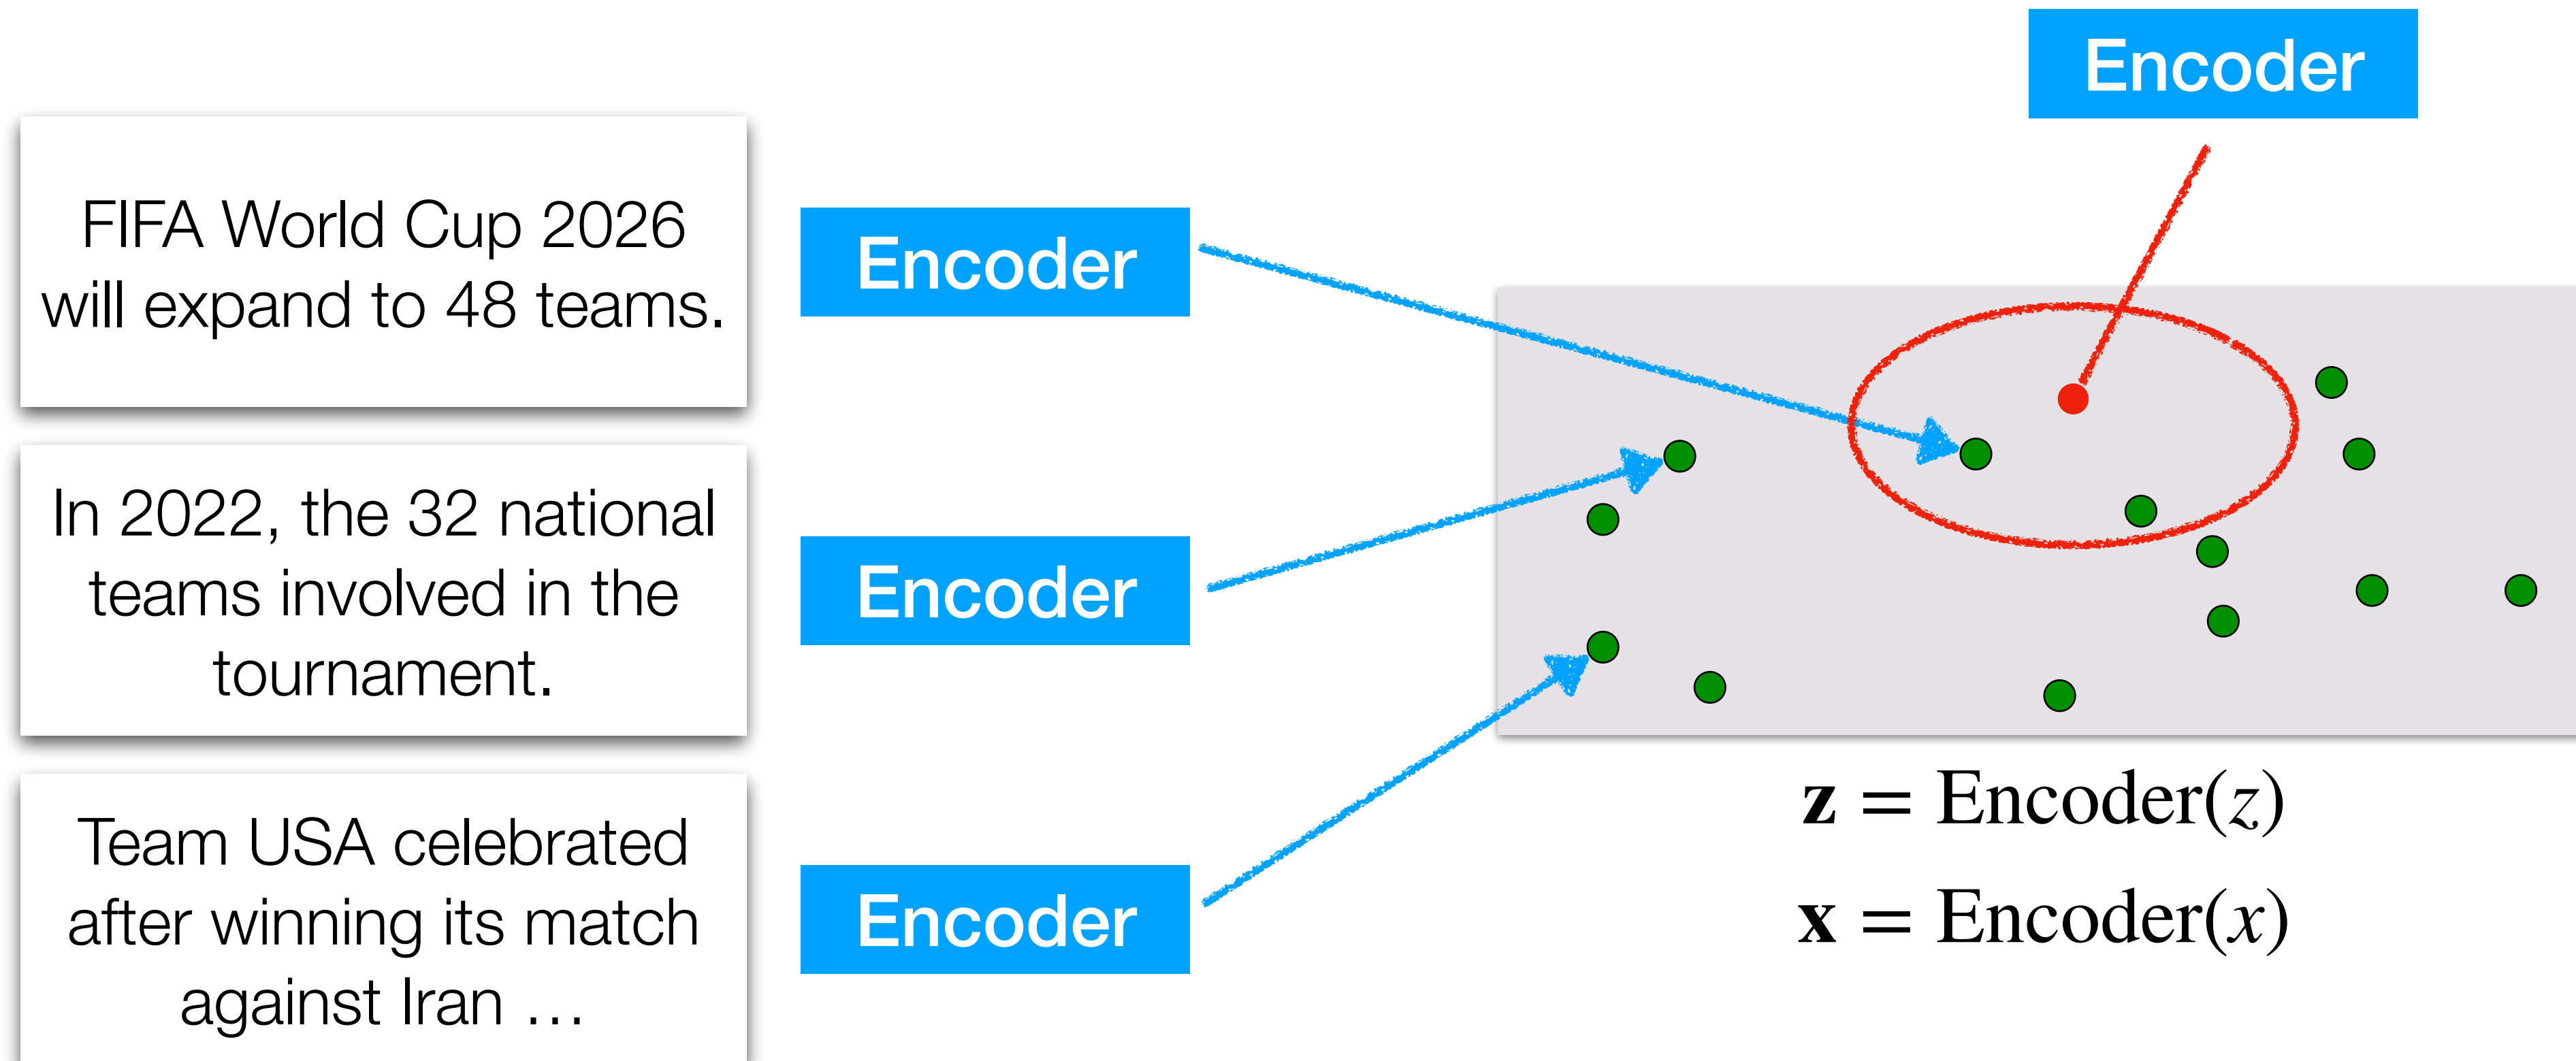 Encoder
FIFA World Cup 2026
will expand to 48 teams.
Encoder
In 2022, the 32 national
teams involved in the
tournament.
Encoder
Team USA celebrated
after winning its match
against Iran …
Encoder
z = Encoder(z)
x = Encoder(x)